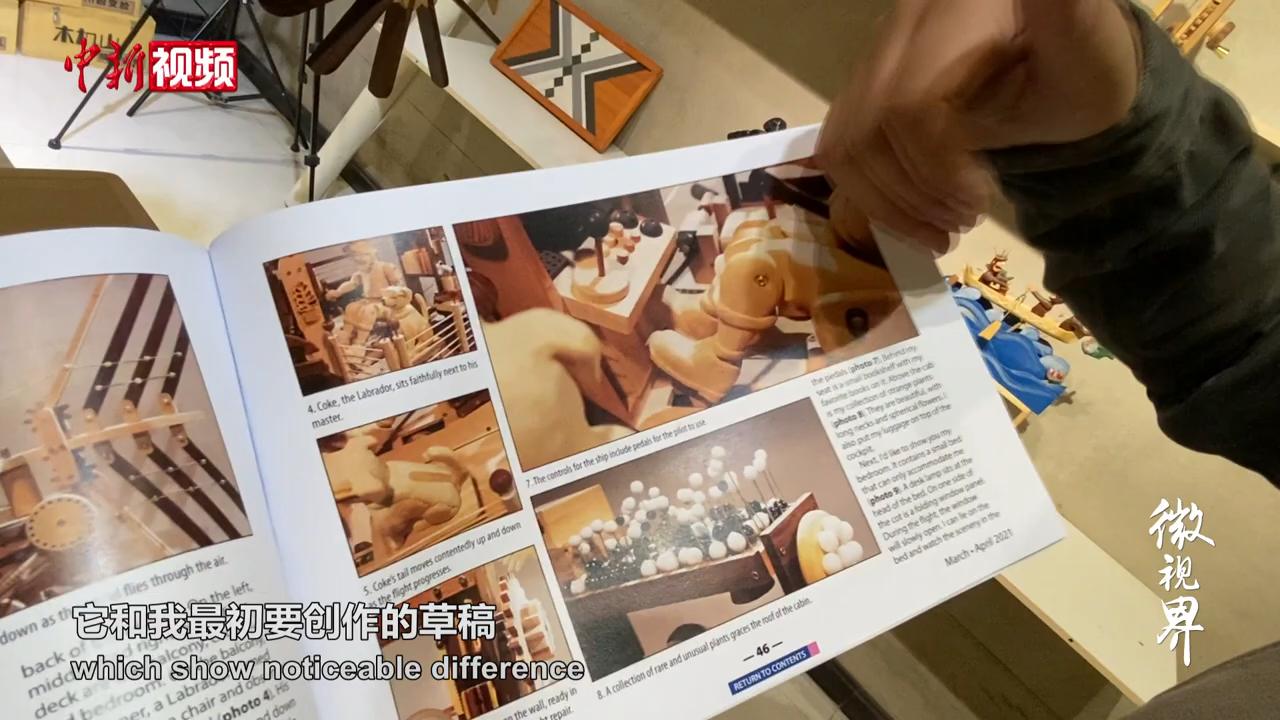 中新视频
down as the
flies through the air.
back of
On the left,
deck are
bedroom.
a Labra
chair and
(photo 4). His
4. Coke, the Labrador, sits faithfully next to his
master.
5. Coke's tail moves contentedly up and down
as the flight progresses.
on the wall, ready in
repair.
7. The controls for the ship include pedals for the pilot to use.
8. A collection of rare and unusual plants graces the roof of the cabin.
the pedals (photo 7). Behind my
seat is a small bookshelf with my
favorite books on it. Above the cab
is my collection of strange plants
(photo 8). They are beautiful, with
long necks and spherical flowers. I
also put my luggage on top of the
cockpit.
Next, I'd like to show you my
bedroom. It contains a small bed
that can only accommodate me
(photo 9). A desk lamp sits at the
head of the bed. On one side of
the cot is a folding window panel.
During the flight, the window
will slowly open. I can lie on the
bed and watch the scenery in the
March • April 2021
— 46 —
RETURN TO CONTENTS
微视界
它和我最初要创作的草稿
which show noticeable difference